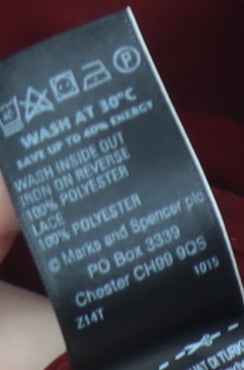 WASH AT 30°C
SAVE UP TO 40% ENERGY
WASH INSIDE OUT
IRON ON REVERSE
100% POLYESTER
LACE
100% POLYESTER
© Marks and Spencer plc
PO Box 3339
Chester CH99 9QS
1015
Z14T